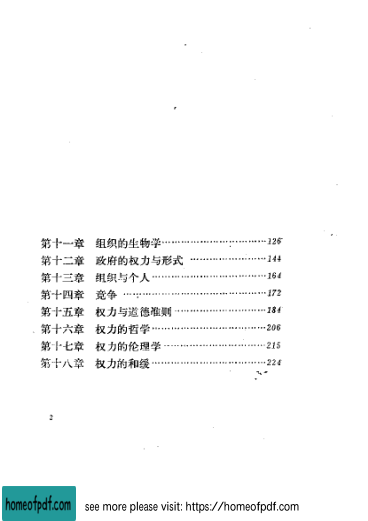 第十一章 组织的生物学……………………126
第十二章 政府的权力与形式 ………………144
第十三章 组织与个人………………………164
第十四章 竞争 ……………………………172
第十五章 权力与道德准则…………………184
第十六章 权力的哲学………………………206
第十七章 权力的伦理学……………………215
第十八章 权力的和缓………………………224
2
homeofpdf.com see more please visit: https://homeofpdf.com